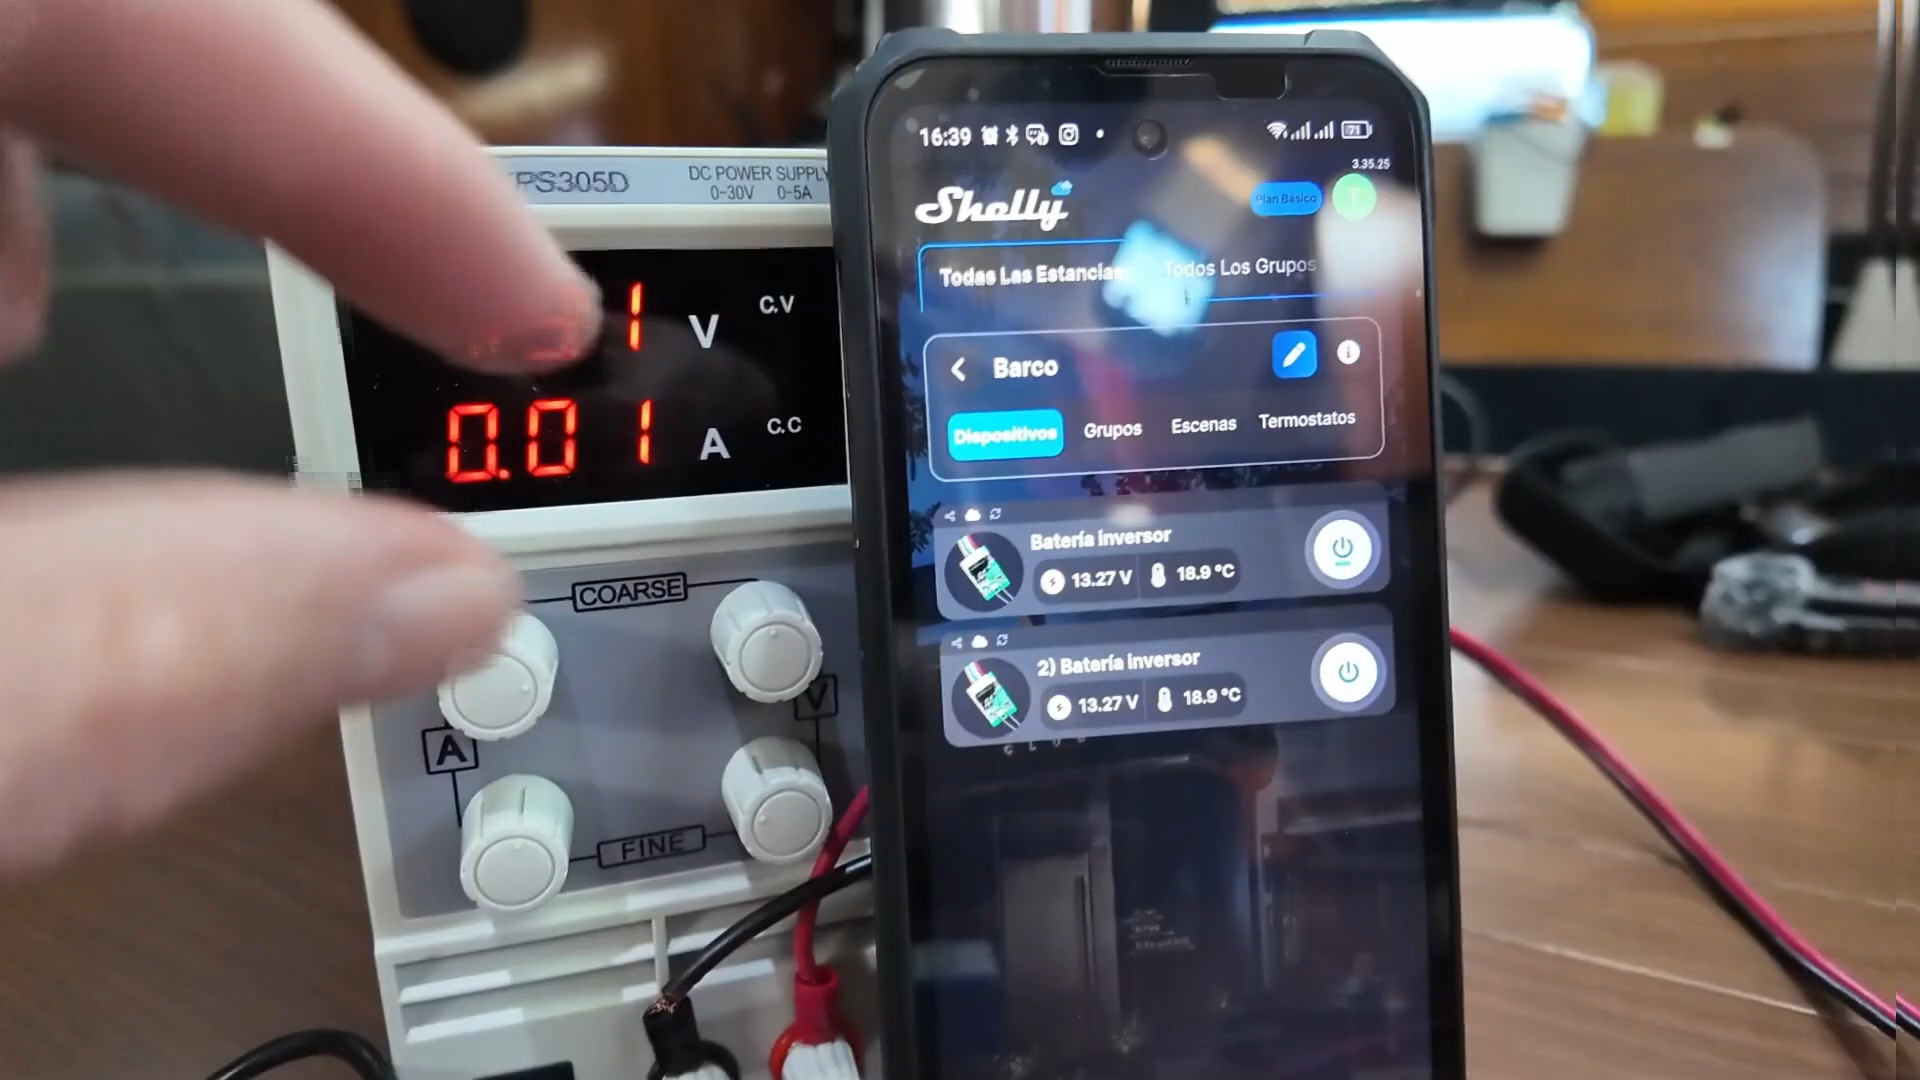 PS305D
DC POWER SUPPLY
0-30V 0-5A
1 V C.V
0.01 A C.C
COARSE
A
V
FINE
16:39
71
3.35.25
Shelly
Plan Básico
T
Todas Las Estancias
Todos Los Grupos
Barco
Dispositivos
Grupos
Escenas
Termostatos
Batería inversor
13.27 V
18.9 °C
2) Batería inversor
13.27 V
18.9 °C